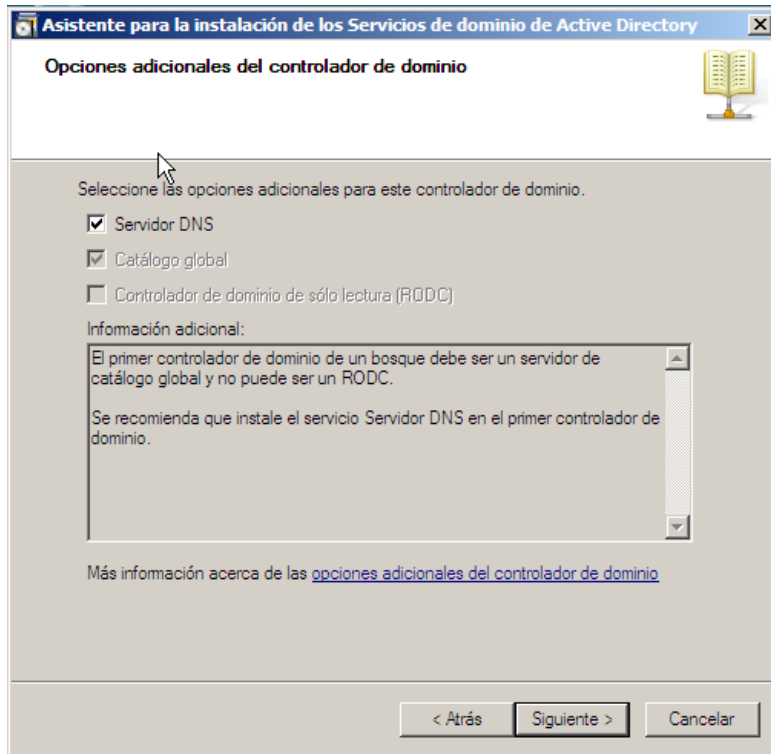 Asistente para la instalación de los Servicios de dominio de Active Directory
Opciones adicionales del controlador de dominio
Seleccione las opciones adicionales para este controlador de dominio.
Servidor DNS
Catálogo global
Controlador de dominio de sólo lectura (RODC)
Información adicional:
El primer controlador de dominio de un bosque debe ser un servidor de
catálogo global y no puede ser un RODC.
Se recomienda que instale el servicio Servidor DNS en el primer controlador de
dominio.
Más información acerca de las opciones adicionales del controlador de dominio
< Atrás
Siguiente >
Cancelar